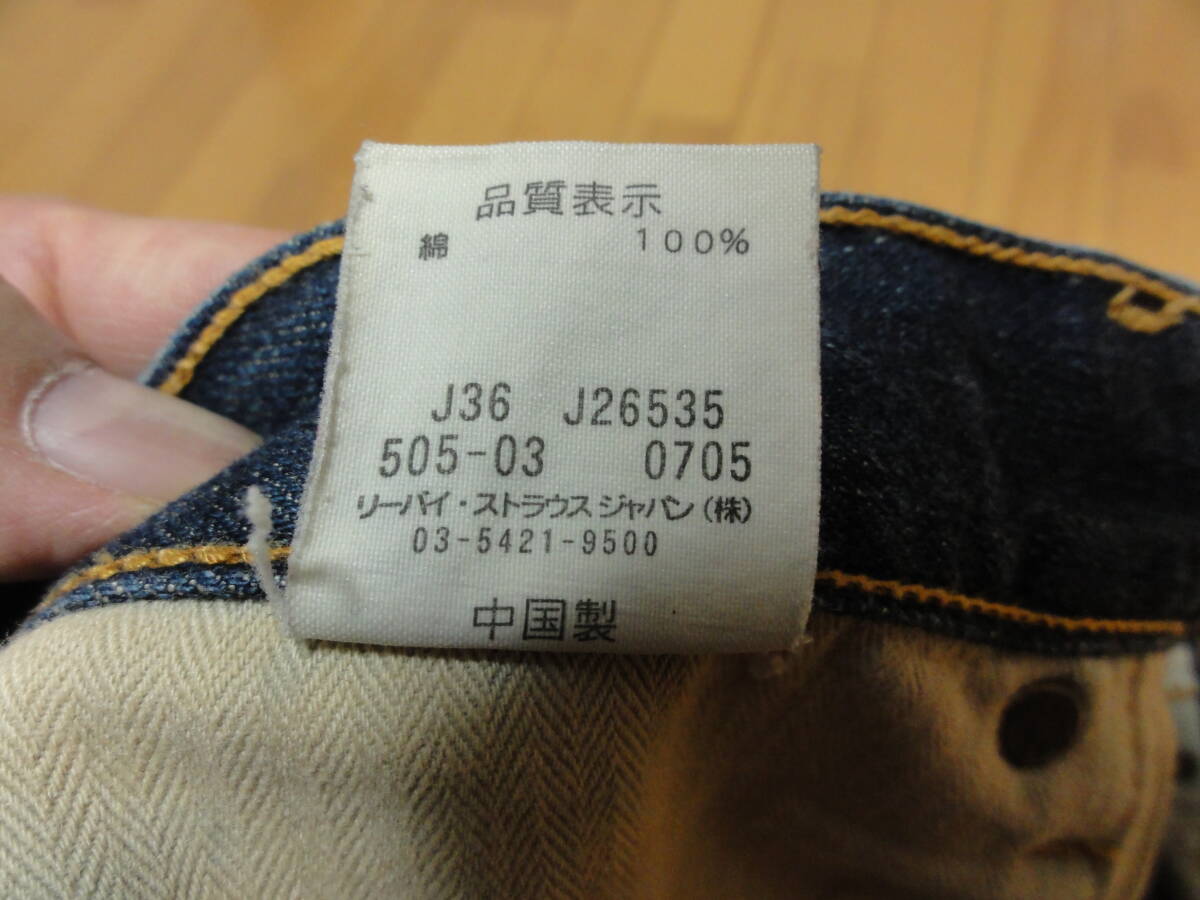 品質表示
綿 100%
J36 J26535
505-03 0705
リーバイ・ストラウス ジャパン(株)
03-5421-9500
中国製